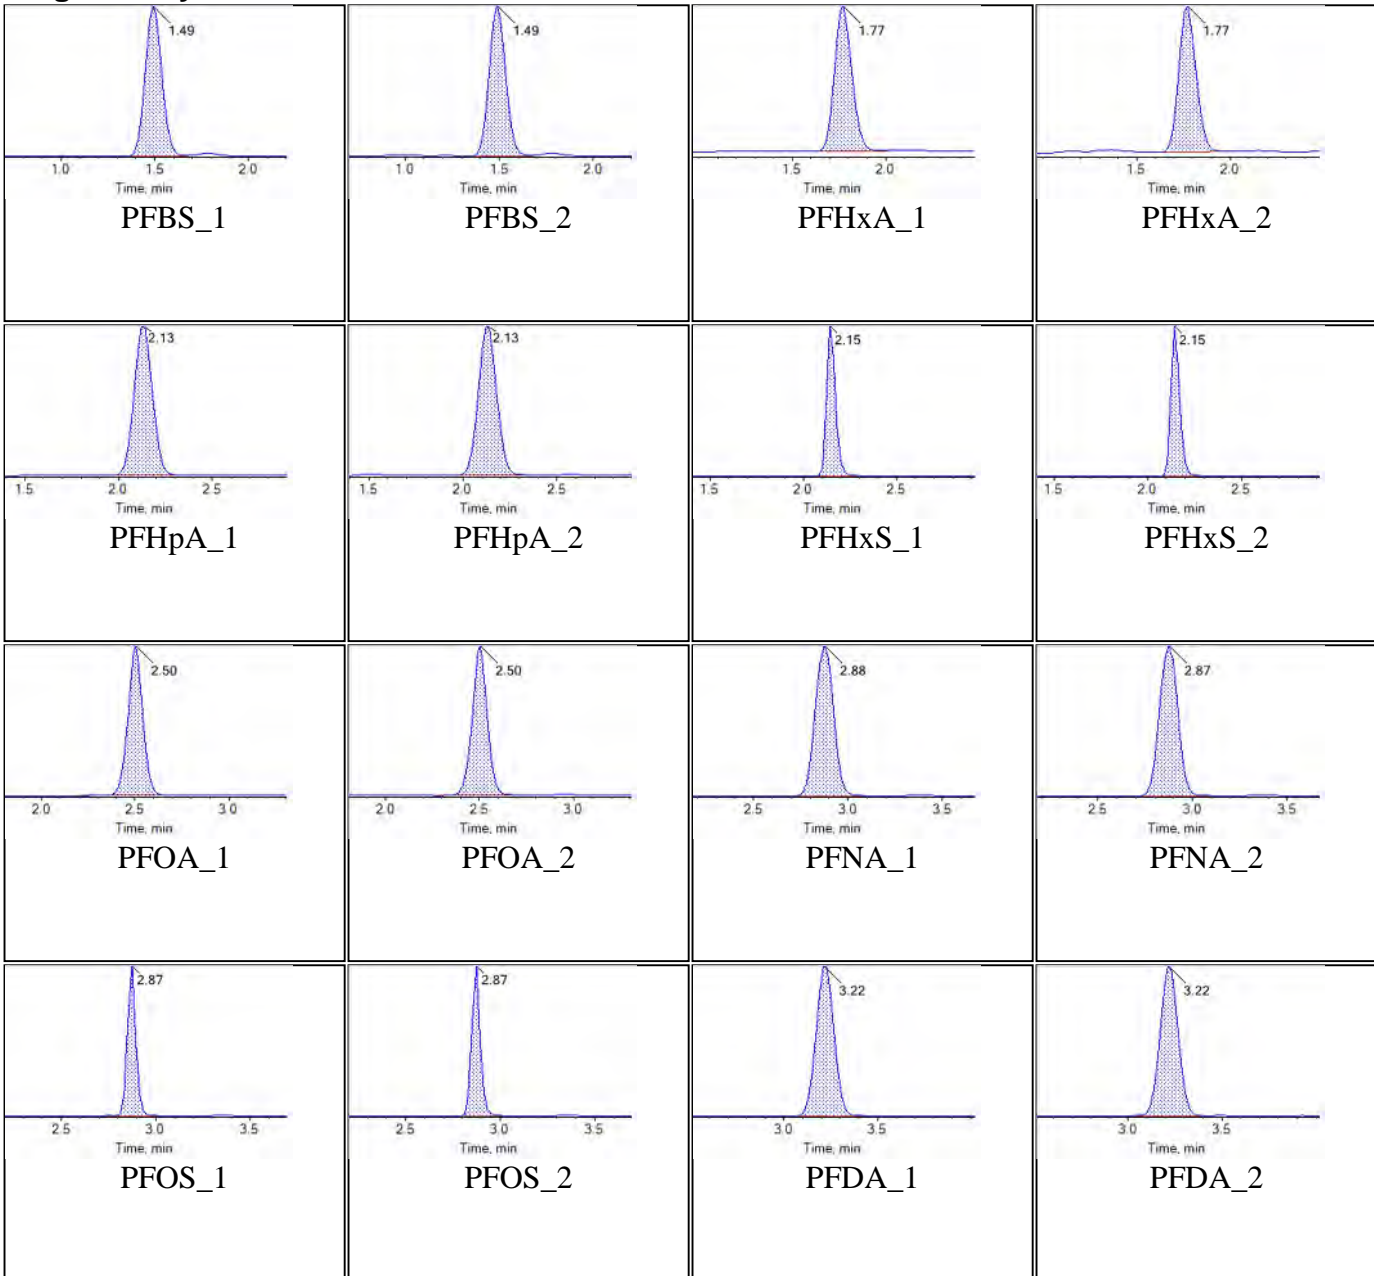 1.49 1.49 1.77 1.77
1.0 1.5 2.0 1.0 1.5 2.0 1.5 2.0 1.5 2.0
Time, min Time, min Time, min Time, min
PFBS_1 PFBS_2 PFHxA_1 PFHxA_2
2.13 2.13 2.15 2.15
1.5 2.0 2.5 1.5 2.0 2.5 1.5 2.0 2.5 1.5 2.0 2.5
Time, min Time, min Time, min Time, min
PFHpA_1 PFHpA_2 PFHxS_1 PFHxS_2
2.50 2.50 2.88 2.87
2.0 2.5 3.0 2.0 2.5 3.0 2.5 3.0 3.5 2.5 3.0 3.5
Time, min Time, min Time, min Time, min
PFOA_1 PFOA_2 PFNA_1 PFNA_2
2.87 2.87 3.22 3.22
2.5 3.0 3.5 2.5 3.0 3.5 3.0 3.5 3.0 3.5
Time, min Time, min Time, min Time, min
PFOS_1 PFOS_2 PFDA_1 PFDA_2